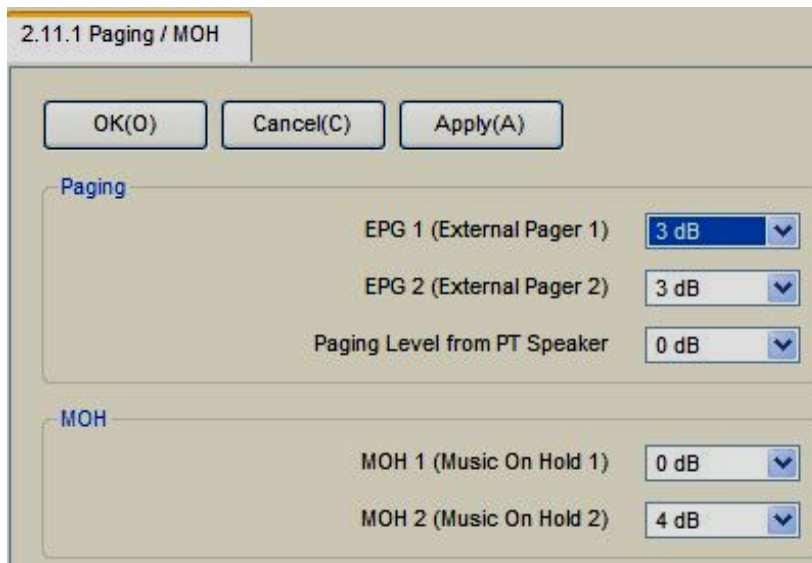 2.11.1 Paging / MOH
OK(O) Cancel(C) Apply(A)
Paging
EPG 1 (External Pager 1) 3 dB
EPG 2 (External Pager 2) 3 dB
Paging Level from PT Speaker 0 dB
MOH
MOH 1 (Music On Hold 1) 0 dB
MOH 2 (Music On Hold 2) 4 dB